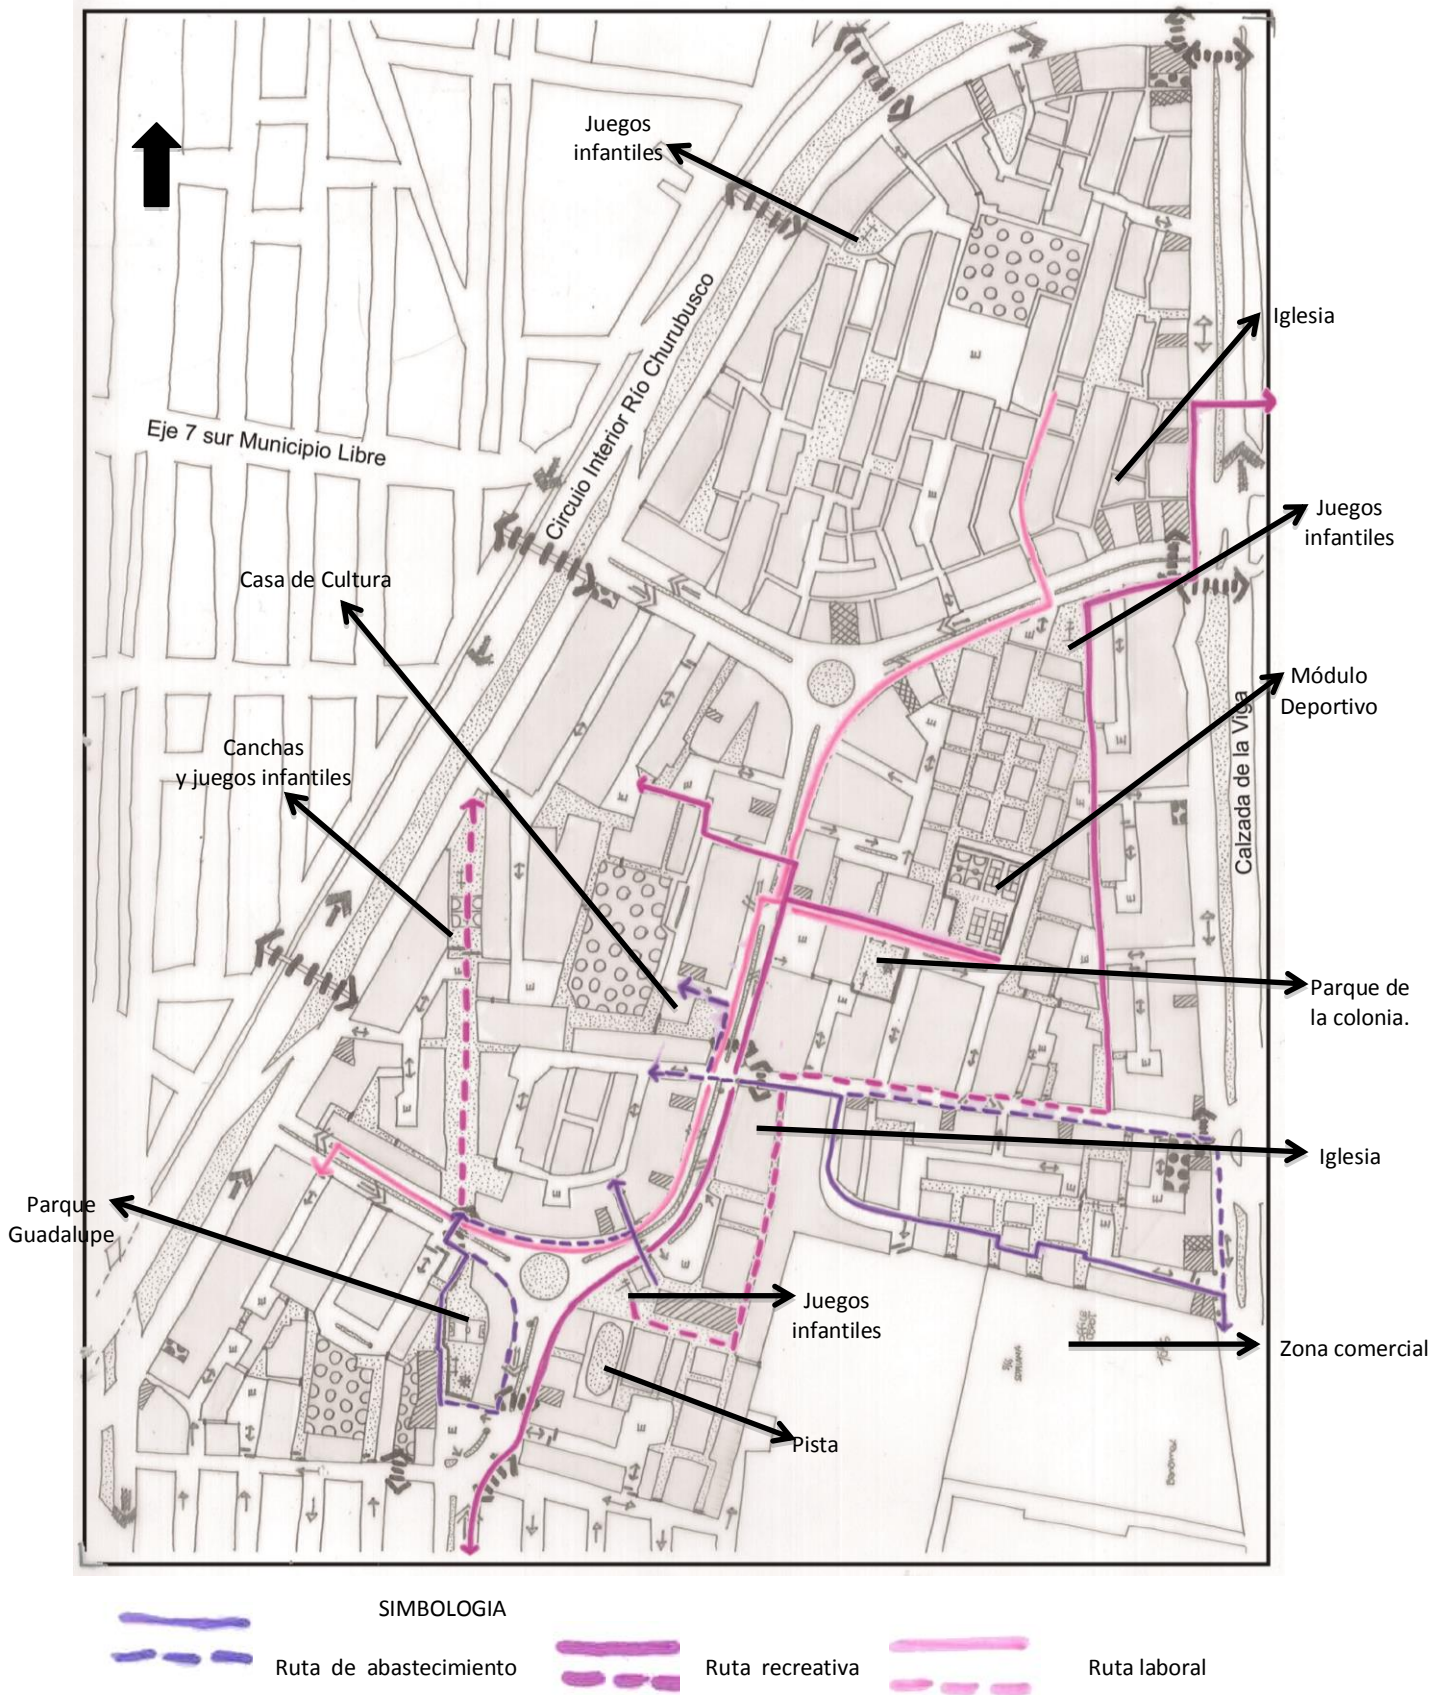 Juegos
infantiles
Iglesia
Circuio Interior Río Churubusco
Eje 7 sur Municipio Libre
Juegos
infantiles
Casa de Cultura
Módulo
Deportivo
Calzada de la Viga
Canchas
y juegos infantiles
Parque de
la colonia.
Iglesia
Parque
Guadalupe
Juegos
infantiles
Zona comercial
Pista
SIMBOLOGIA
Ruta de abastecimiento
Ruta recreativa
Ruta laboral